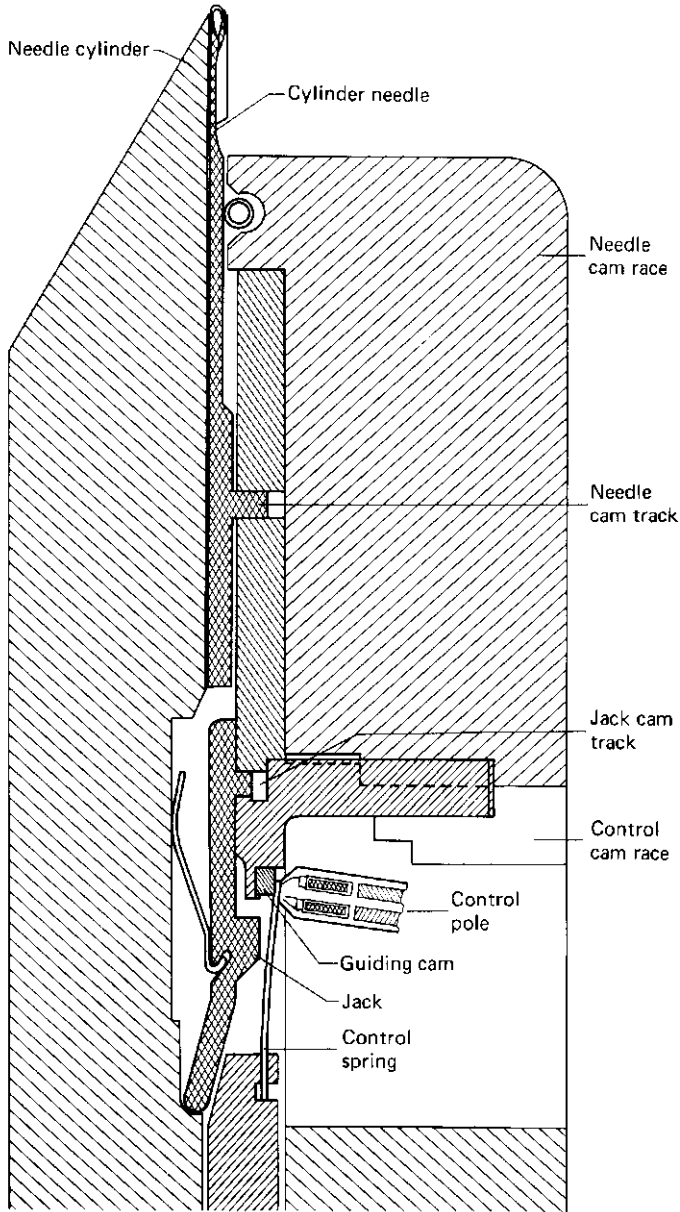 Needle cylinder
Cylinder needle
Needle
cam race
Needle
cam track
Jack cam
track
Control
cam race
Control
pole
Guiding cam
Jack
Control
spring